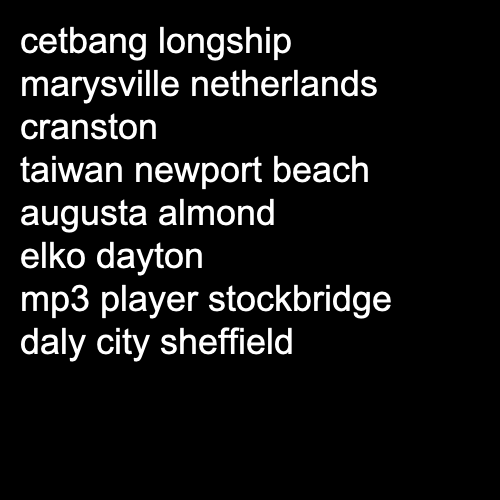 cetbang longship
marysville netherlands
cranston
taiwan newport beach
augusta almond
elko dayton
mp3 player stockbridge
daly city sheffield